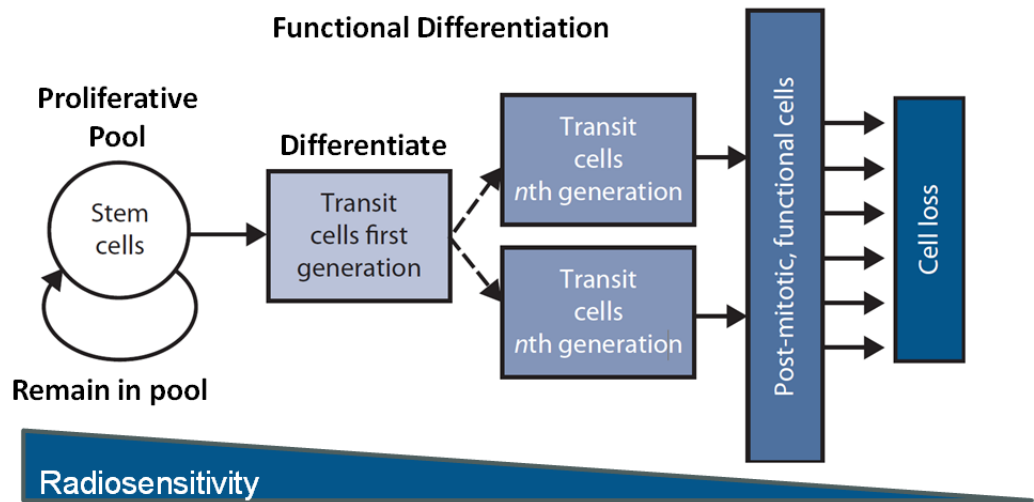 Functional Differentiation
Proliferative
Pool
Stem
cells
Remain in pool
Differentiate
Transit
cells first
generation
Transit
cells
nth generation
Transit
cells
nth generation
Post-mitotic, functional cells
Cell loss
Radiosensitivity